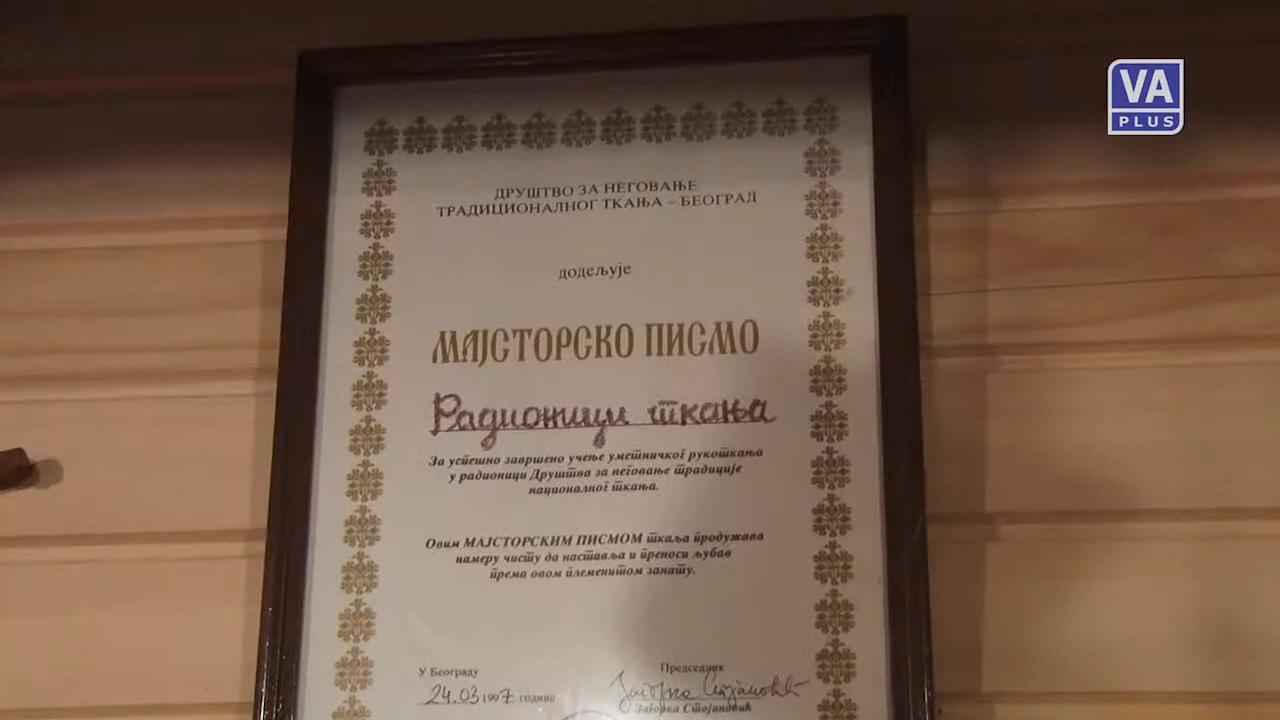 VA
PLUS
ДРУШТВО ЗА НЕГОВАЊЕ
ТРАДИЦИОНАЛНОГ ТКАЊА – БЕОГРАД
додељује
МАЈСТОРСКО ПИСМО
Радионици ткања
За успешно завршено учење уметничког рукоткања
у радионици Друштва за неговање традиције
националног ткања.
Овим МАЈСТОРСКИМ ПИСМОМ ткаља продужава
намеру чисту да наставља и преноси љубав
према овом племенитом занату.
У Београду
Председник
24.03 1997. године
Загорка Стојановић
Загорка Стојановић